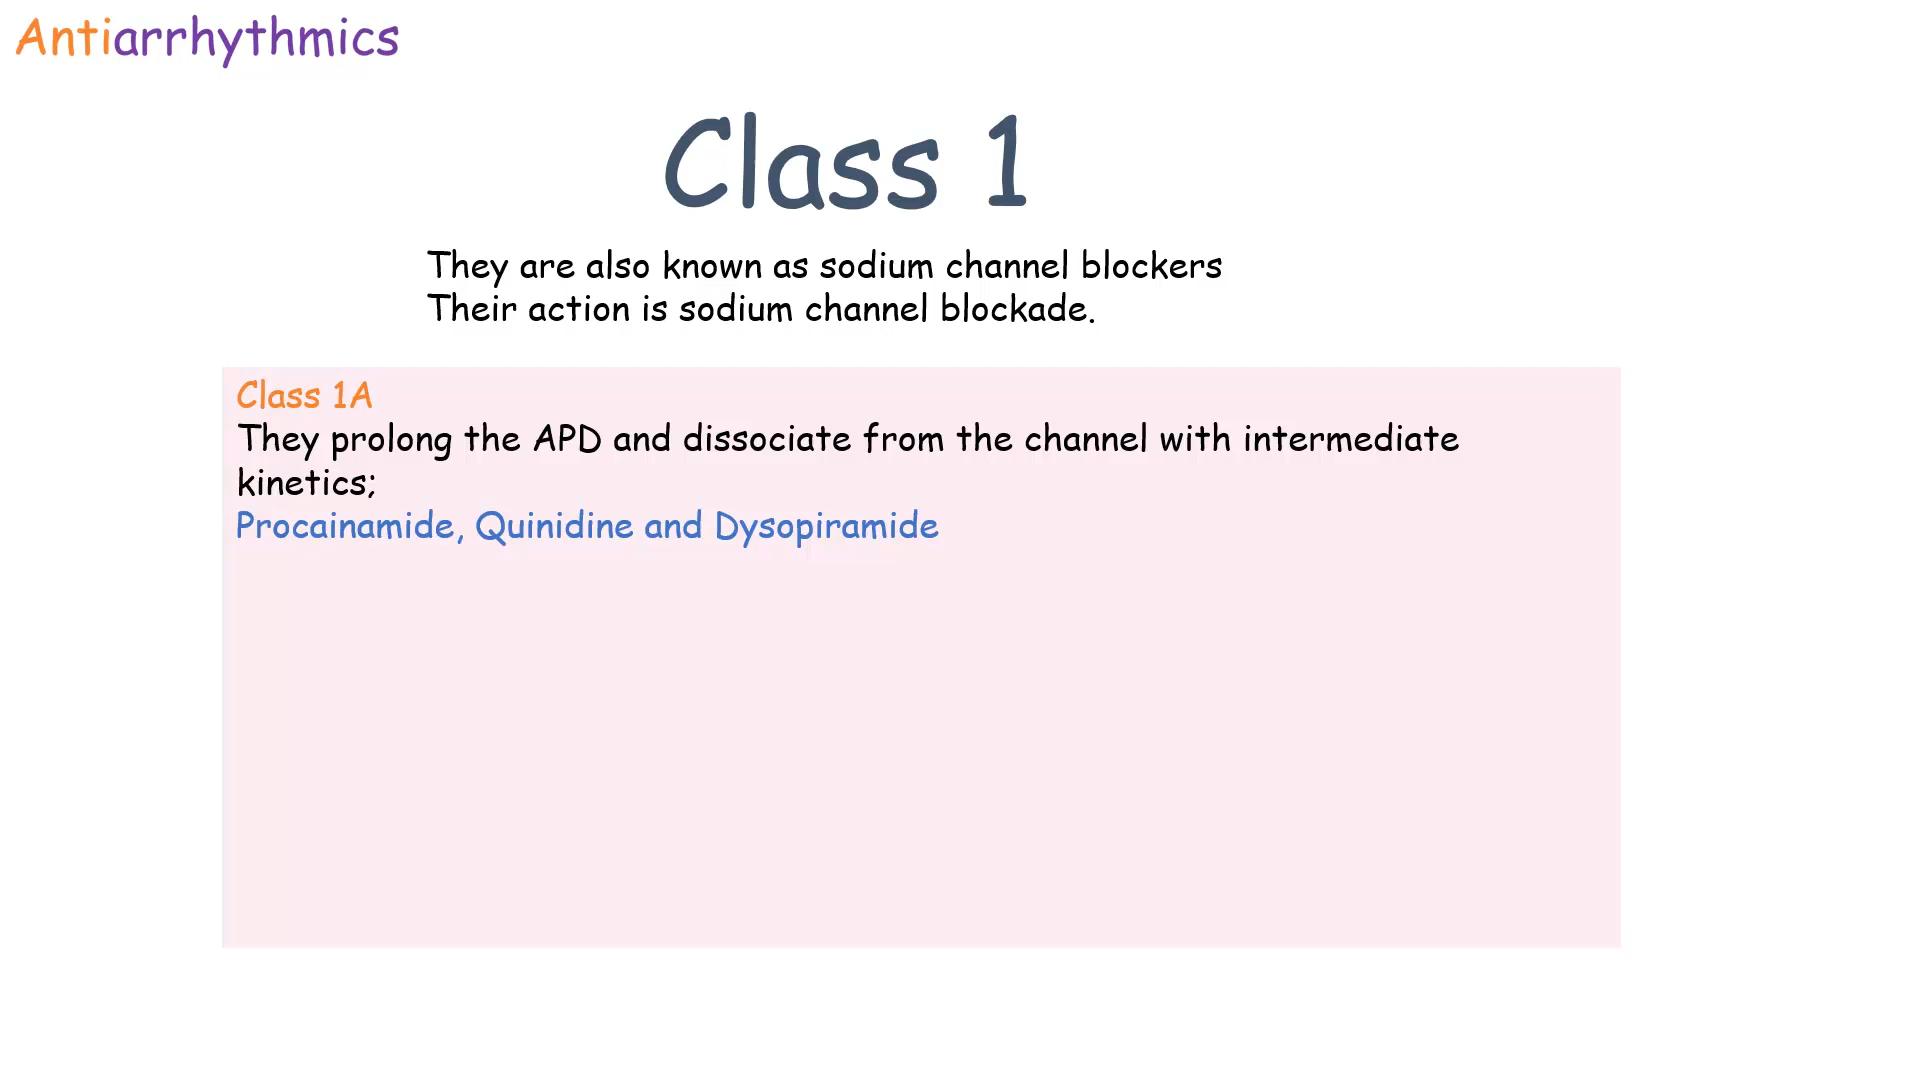 Antiarrhythmics
Class 1
They are also known as sodium channel blockers
Their action is sodium channel blockade.
Class 1A
They prolong the APD and dissociate from the channel with intermediate
kinetics;
Procainamide, Quinidine and Dysopiramide